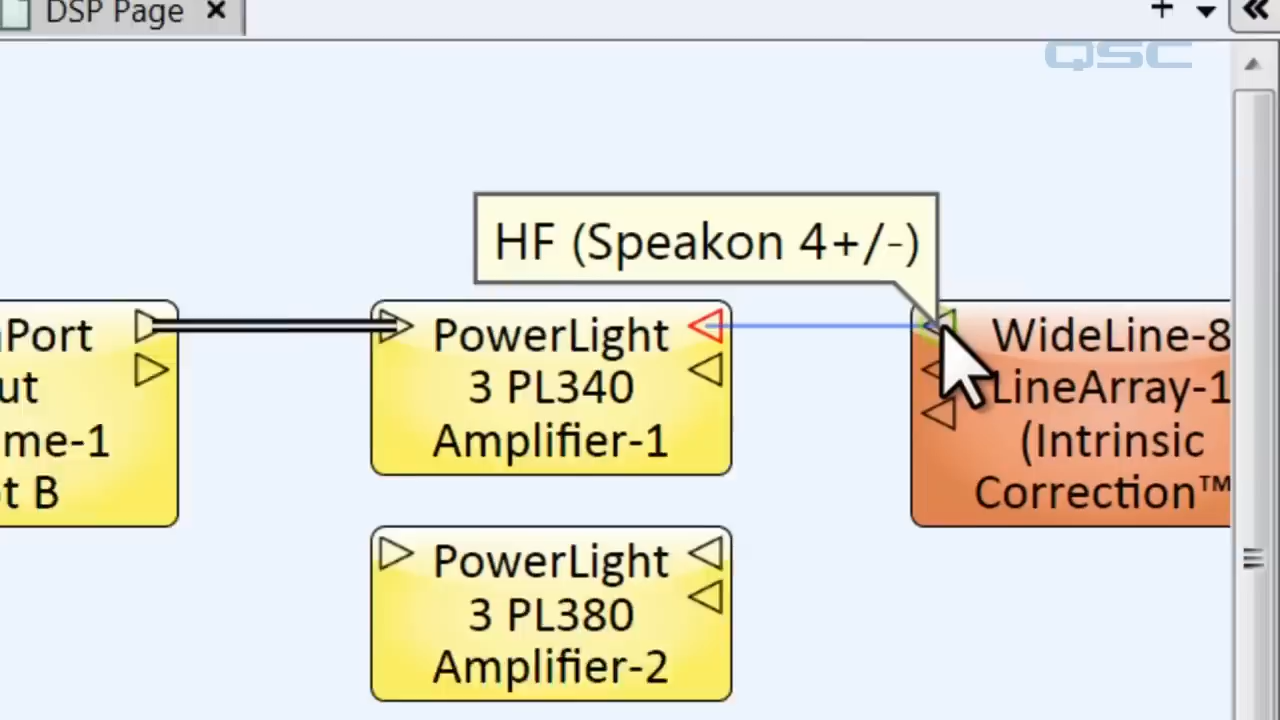 DSP Page
QSC
HF (Speakon 4+/-)
Port
ut
me-1
t B
PowerLight
3 PL340
Amplifier-1
WideLine-8
LineArray-1
(Intrinsic
Correction™
PowerLight
3 PL380
Amplifier-2